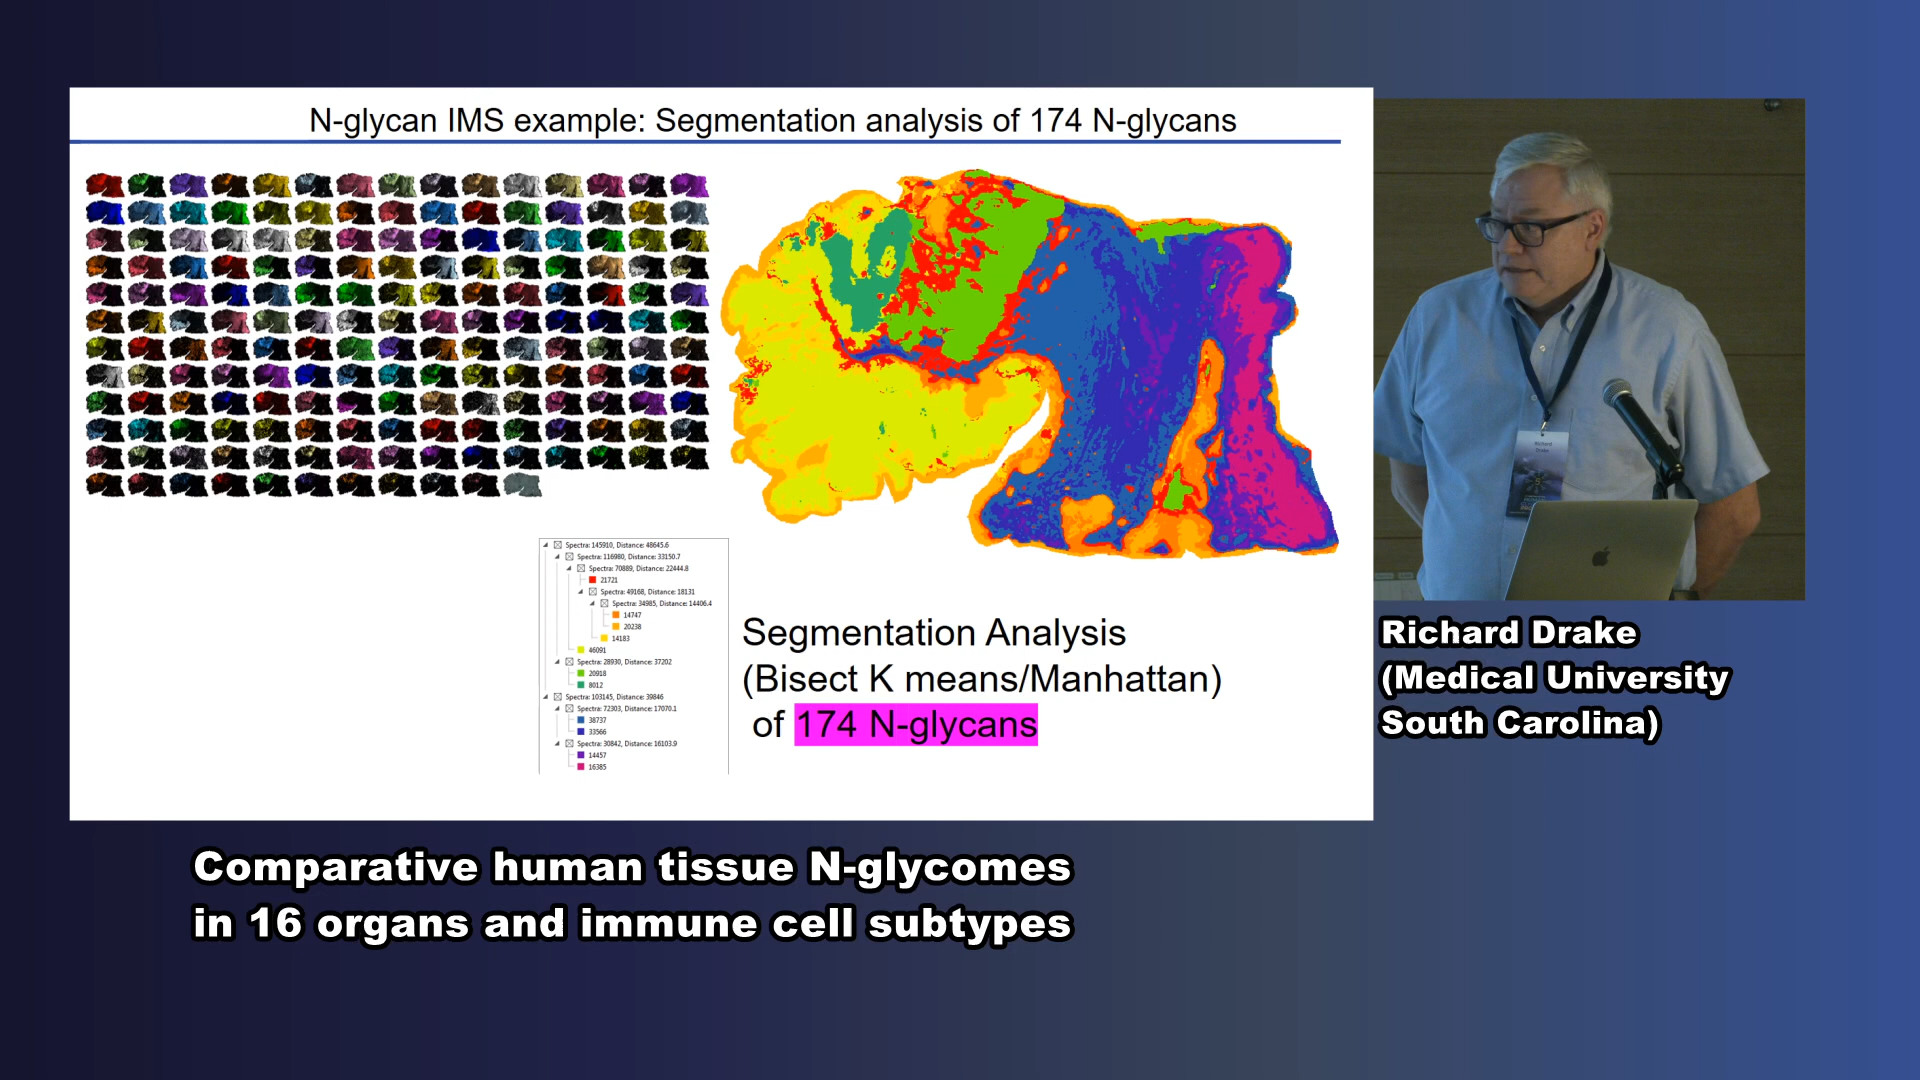 N-glycan IMS example: Segmentation analysis of 174 N-glycans
Spectra: 145910, Distance: 48645.6
Spectra: 116980, Distance: 33150.7
Spectra: 70889, Distance: 22444.8
21721
Spectra: 49168, Distance: 18131
Spectra: 34985, Distance: 14406.4
14747
20238
14183
46091
Spectra: 28930, Distance: 37202
20918
8012
Spectra: 103145, Distance: 39846
Spectra: 72303, Distance: 17070.1
38737
33566
Spectra: 30842, Distance: 16103.9
14457
16385
Segmentation Analysis
(Bisect K means/Manhattan)
of 174 N-glycans
Richard
Drake
Richard Drake
(Medical University
South Carolina)
Comparative human tissue N-glycomes
in 16 organs and immune cell subtypes